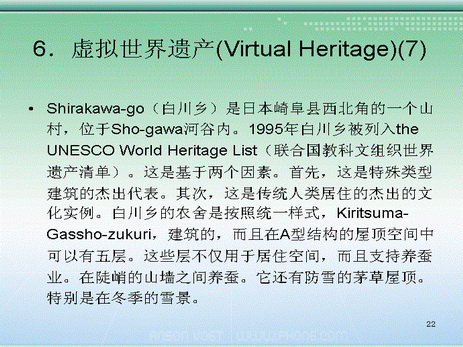 6．虚拟世界遗产(Virtual Heritage)(7)
• Shirakawa-go（白川乡）是日本崎阜县西北角的一个山
村，位于Sho-gawa河谷内。1995年白川乡被列入the
UNESCO World Heritage List（联合国教科文组织世界
遗产清单）。这是基于两个因素。首先，这是特殊类型
建筑的杰出代表。其次，这是传统人类居住的杰出的文
化实例。白川乡的农舍是按照统一样式，Kiritsuma-
Gassho-zukuri，建筑的，而且在A型结构的屋顶空间中
可以有五层。这些层不仅用于居住空间，而且支持养蚕
业。在陡峭的山墙之间养蚕。它还有防雪的茅草屋顶。
特别是在冬季的雪景。
22